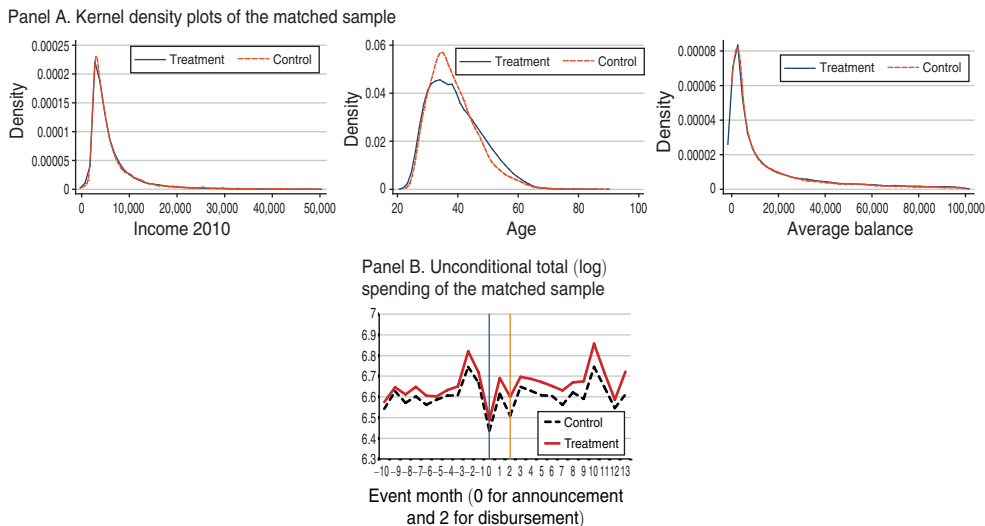 Panel A. Kernel density plots of the matched sample
Density
0.00025
0.0002
0.00015
0.0001
0.00005
0
Treatment Control
0 10,000 20,000 30,000 40,000 50,000
Income 2010
Density
0.06
0.04
0.02
0
Treatment Control
20 40 60 80 100
Age
Density
0.00008
0.00006
0.00004
0.00002
0
Treatment Control
0 20,000 40,000 60,000 80,000 100,000
Average balance
Panel B. Unconditional total (log)
spending of the matched sample
7
6.9
6.8
6.7
6.6
6.5
6.4
6.3
Control
Treatment
−10 −9 −8 −7 −6 −5 −4 −3 −2 −1 0 1 2 3 4 5 6 7 8 9 10 11 12 13
Event month (0 for announcement
and 2 for disbursement)